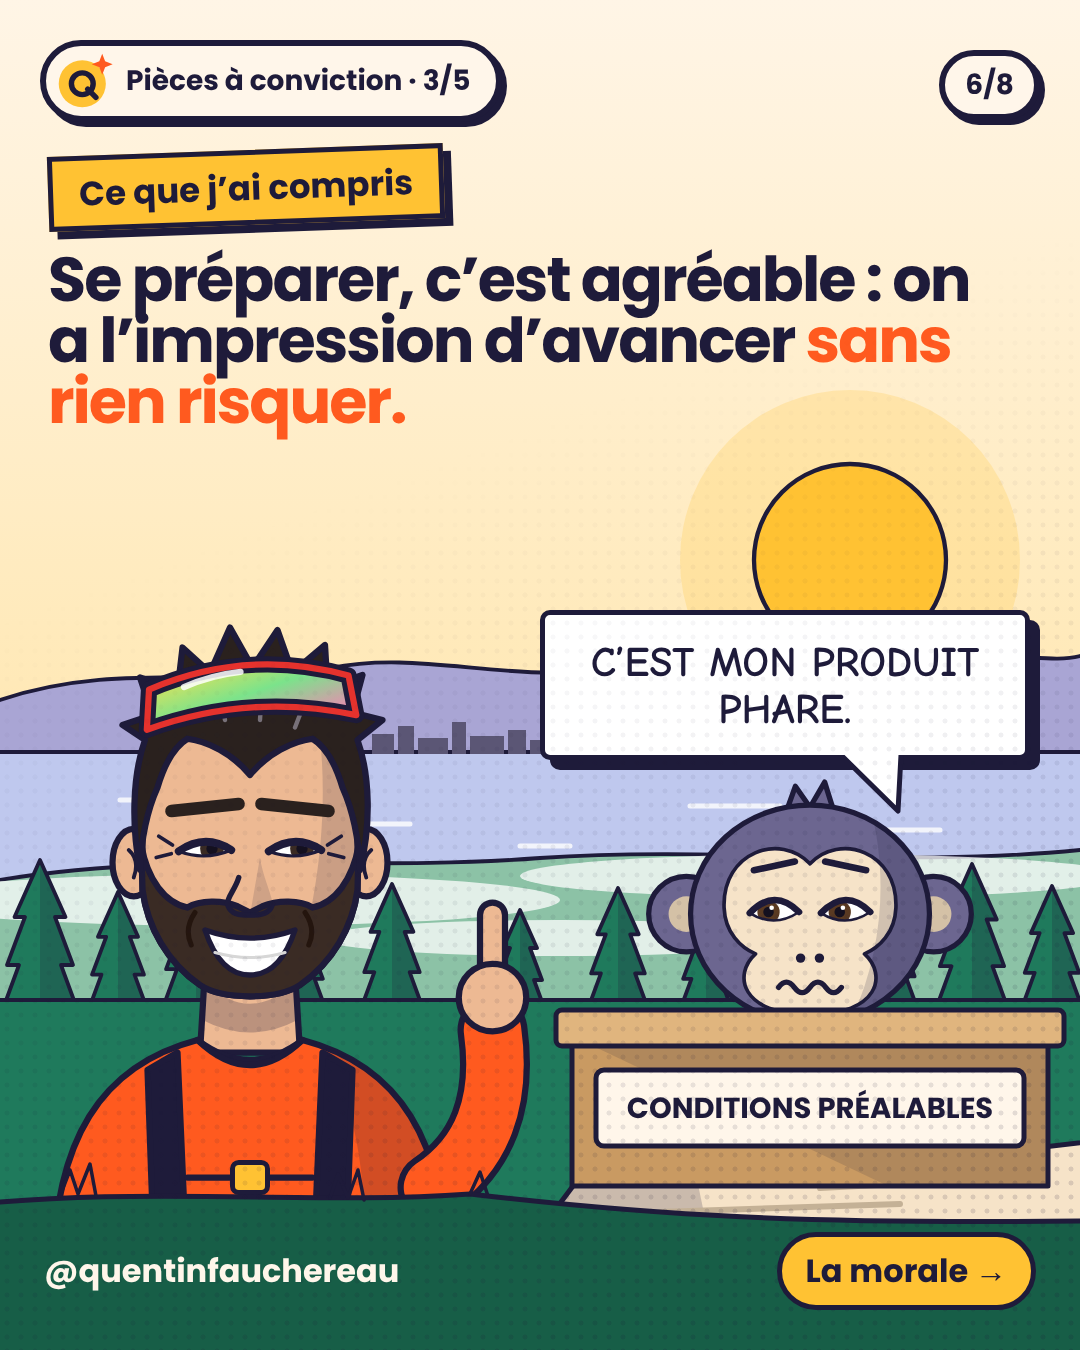 Q
Pièces à conviction · 3/5
6/8
Ce que j’ai compris
Se préparer, c’est agréable : on
a l’impression d’avancer sans
rien risquer.
C’EST MON PRODUIT
PHARE.
CONDITIONS PRÉALABLES
@quentinfauchereau
La morale →